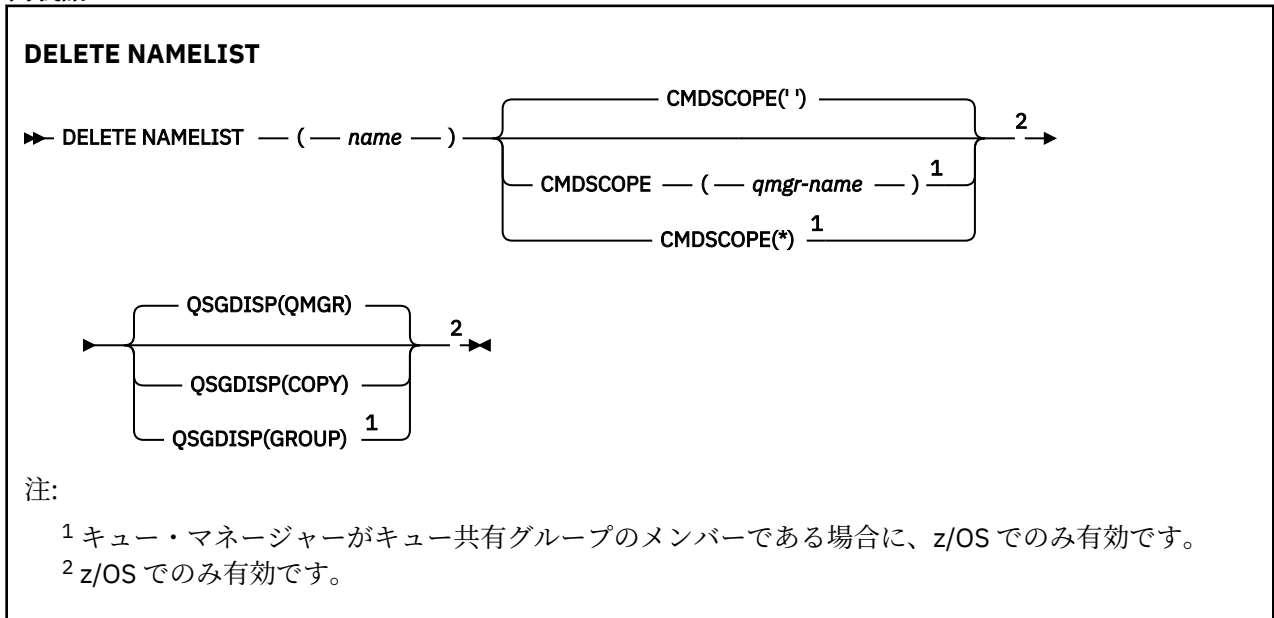 DELETE NAMELIST
CMDSCOPE(' ')
DELETE NAMELIST ( name ) 2
CMDSCOPE ( qmgr-name ) 1
CMDSCOPE(*) 1
QSGDISP(QMGR)
2
QSGDISP(COPY)
QSGDISP(GROUP) 1
注:
1 キュー・マネージャーがキュー共有グループのメンバーである場合に、z/OS でのみ有効です。
2 z/OS でのみ有効です。